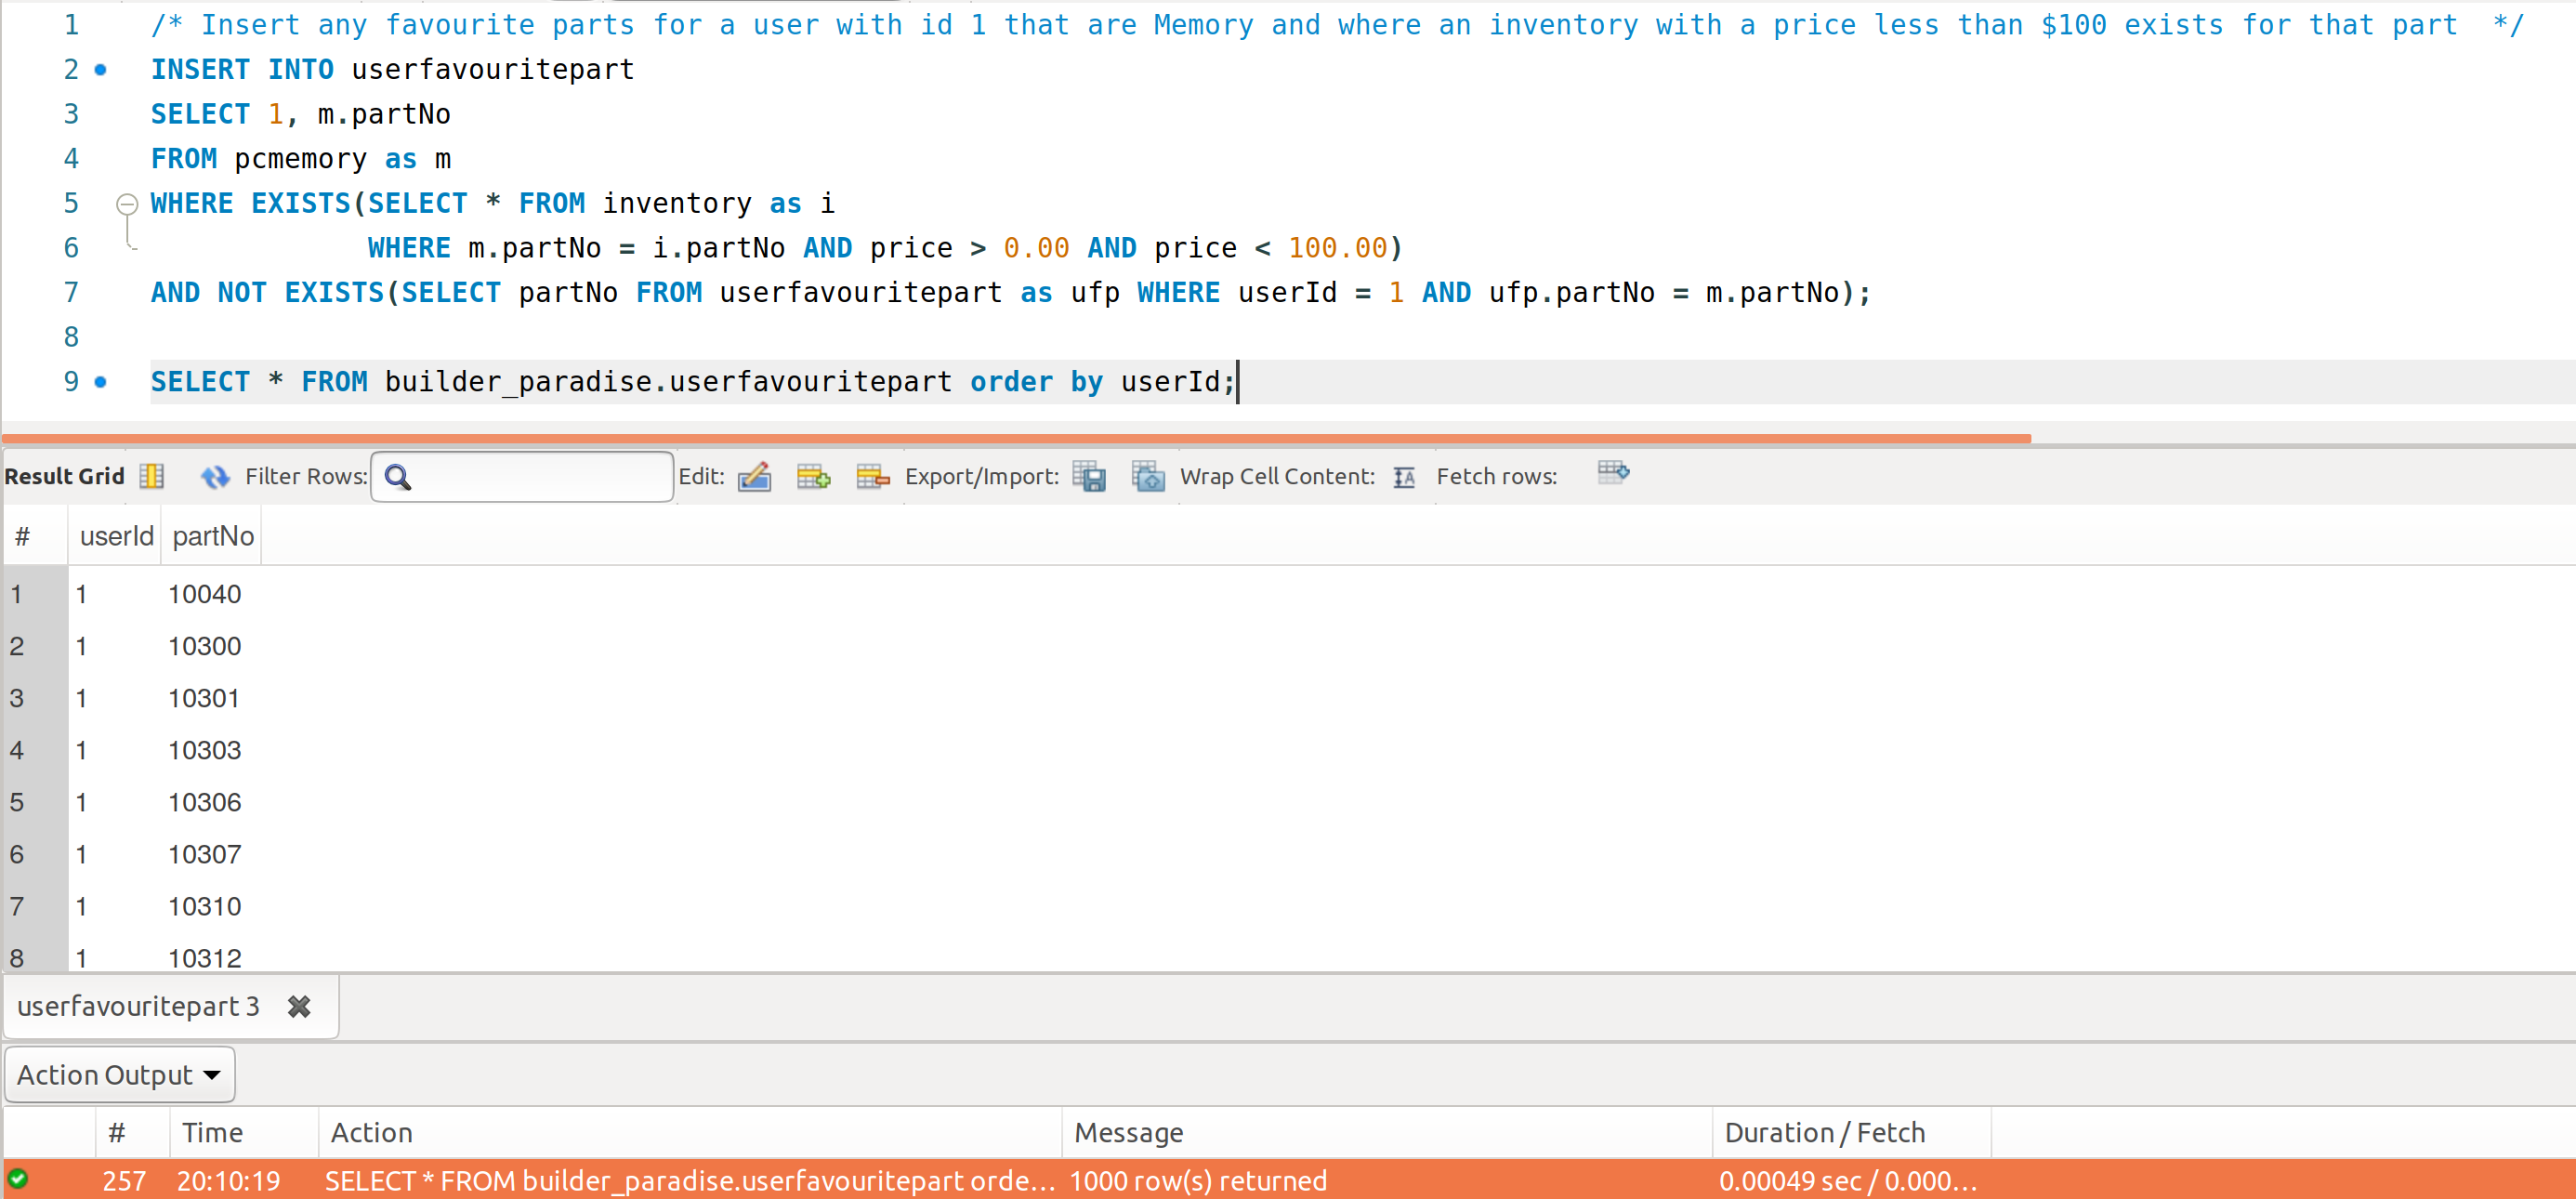 1 /* Insert any favourite parts for a user with id 1 that are Memory and where an inventory with a price less than $100 exists for that part */
2 INSERT INTO userfavouritepart
3 SELECT 1, m.partNo
4 FROM pcmemory as m
5 WHERE EXISTS(SELECT * FROM inventory as i
6 WHERE m.partNo = i.partNo AND price > 0.00 AND price < 100.00)
7 AND NOT EXISTS(SELECT partNo FROM userfavouritepart as ufp WHERE userId = 1 AND ufp.partNo = m.partNo);
8
9 SELECT * FROM builder_paradise.userfavouritepart order by userId;
Result Grid Filter Rows: Edit: Export/Import: Wrap Cell Content: Fetch rows:
# userId partNo
1 1 10040
2 1 10300
3 1 10301
4 1 10303
5 1 10306
6 1 10307
7 1 10310
8 1 10312
userfavouritepart 3
Action Output
# Time Action Message Duration / Fetch
257 20:10:19 SELECT * FROM builder_paradise.userfavouritepart orde... 1000 row(s) returned 0.00049 sec / 0.000...